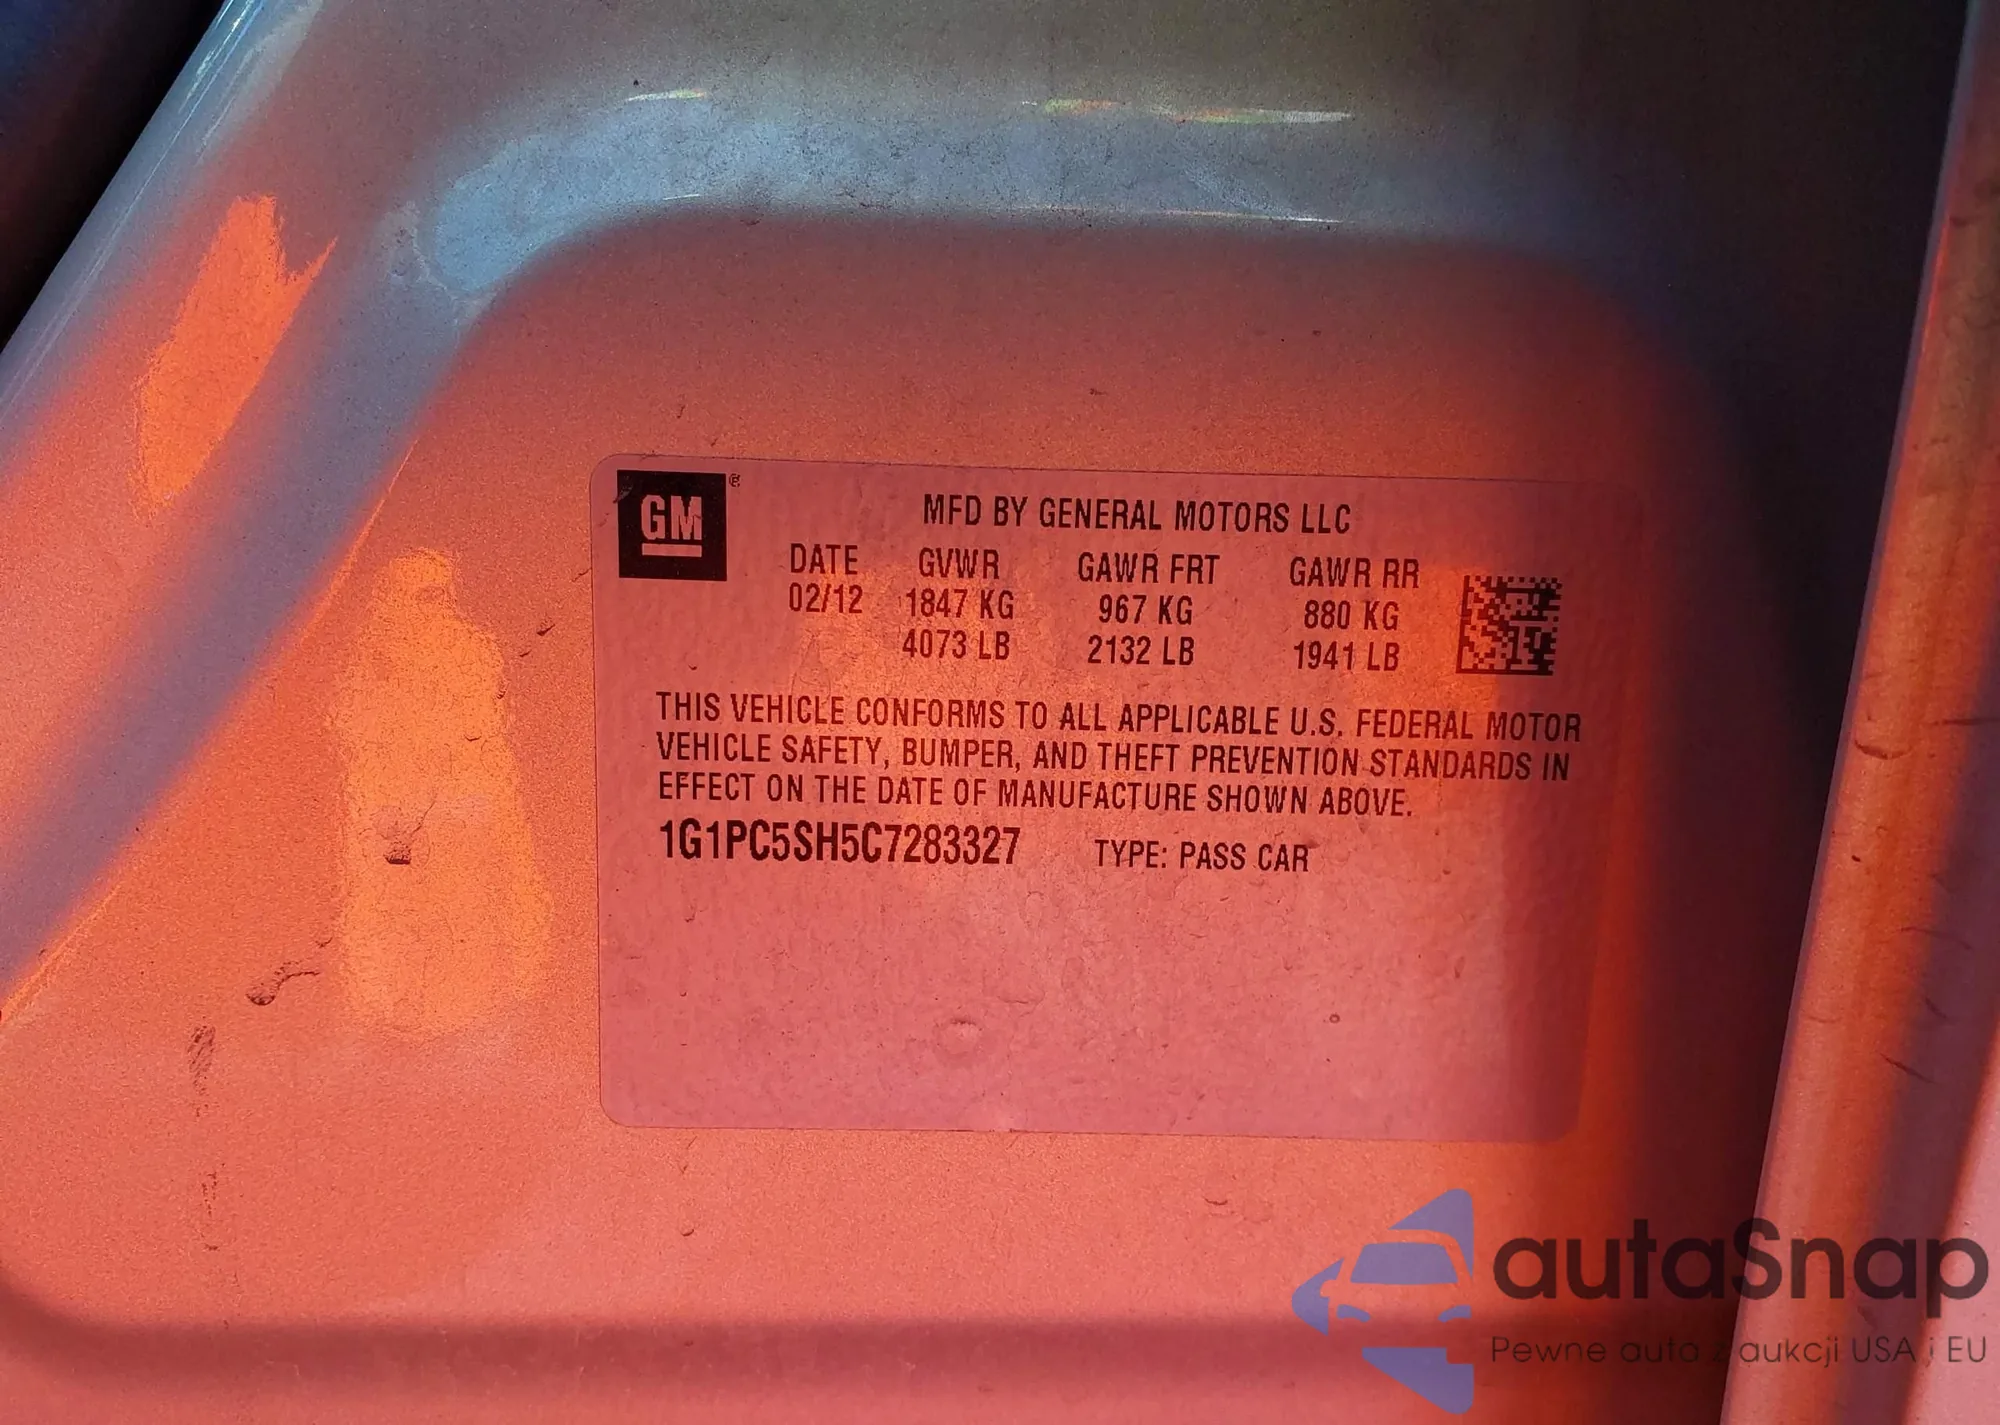 GM ®
MFD BY GENERAL MOTORS LLC
DATE GVWR GAWR FRT GAWR RR
02/12 1847 KG 967 KG 880 KG
4073 LB 2132 LB 1941 LB
THIS VEHICLE CONFORMS TO ALL APPLICABLE U.S. FEDERAL MOTOR
VEHICLE SAFETY, BUMPER, AND THEFT PREVENTION STANDARDS IN
EFFECT ON THE DATE OF MANUFACTURE SHOWN ABOVE.
1G1PC5SH5C7283327 TYPE: PASS CAR
autaSnap
Pewne auta z aukcji USA i EU